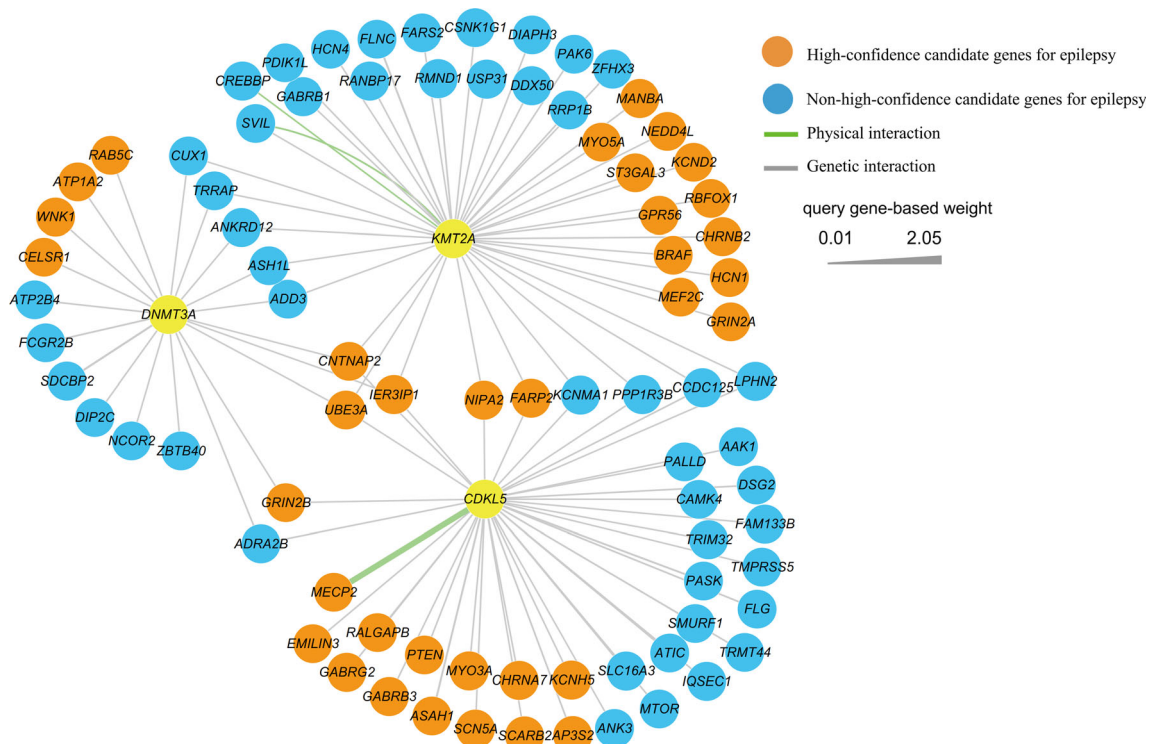 CSNK1G1
FARS2
DIAPH3
FLNC
HCN4
PAK6
PDIK1L
ZFHX3
CREBBP
RANBP17
RMND1
USP31
DDX50
GABRB1
MANBA
RRP1B
SVIL
NEDD4L
MYO5A
RAB5C
CUX1
KCND2
ST3GAL3
ATP1A2
TRRAP
RBFOX1
WNK1
GPR56
ANKRD12
KMT2A
CHRNB2
CELSR1
BRAF
ASH1L
HCN1
ATP2B4
ADD3
MEF2C
DNMT3A
GRIN2A
FCGR2B
CNTNAP2
SDCBP2
IER3IP1
NIPA2
FARP2
KCNMA1
PPP1R3B
CCDC125
LPHN2
UBE3A
DIP2C
NCOR2
ZBTB40
AAK1
PALLD
DSG2
GRIN2B
CDKL5
CAMK4
FAM133B
ADRA2B
TRIM32
TMPRSS5
MECP2
PASK
FLG
SMURF1
EMILIN3
RALGAPB
TRMT44
PTEN
ATIC
GABRG2
MYO3A
SLC16A3
CHRNA7
KCNH5
IQSEC1
GABRB3
MTOR
ASAH1
SCN5A
ANK3
SCARB2
AP3S2
High-confidence candidate genes for epilepsy
Non-high-confidence candidate genes for epilepsy
Physical interaction
Genetic interaction
query gene-based weight
0.01 2.05